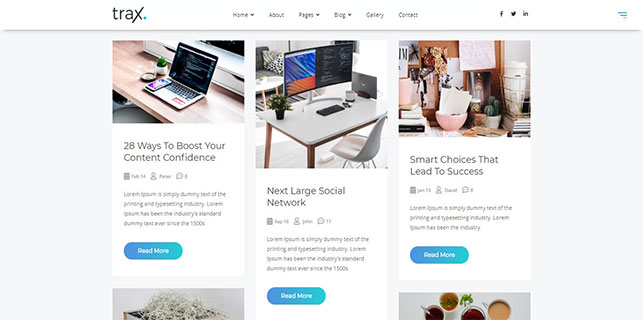 trax.
Home
About
Pages
Blog
Gallery
Contact
28 Ways To Boost Your
Content Confidence
Feb 14 Peter 8
Lorem Ipsum is simply dummy text of the
printing and typesetting industry. Lorem
Ipsum has been the industry's standard
dummy text ever since the 1500s.
Read More
Next Large Social
Network
Sep 16 John 17
Lorem Ipsum is simply dummy text of the
printing and typesetting industry. Lorem
Ipsum has been the industry's standard
dummy text ever since the 1500s.
Read More
Smart Choices That
Lead To Success
Jan 13 David 8
Lorem Ipsum is simply dummy text of the
printing and typesetting industry. Lorem
Ipsum has been the industry's standard
dummy
Read More